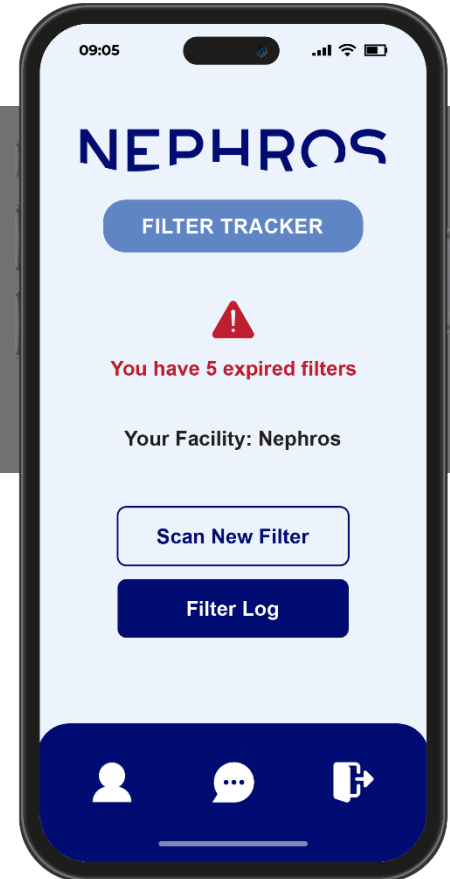 09:05
NEPHROS
FILTER TRACKER
You have 5 expired filters
Your Facility: Nephros
Scan New Filter
Filter Log